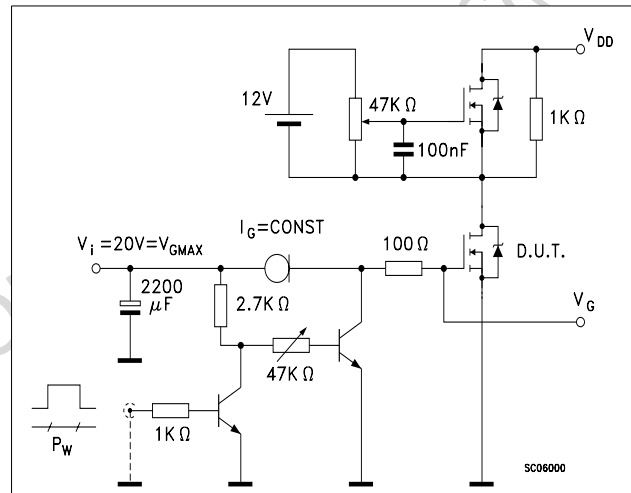 V_DD
12V
47K Ω
1K Ω
100nF
I_G = CONST
V_i = 20V = V_GMAX
100 Ω
D.U.T.
2200
μF
2.7K Ω
V_G
47K Ω
1K Ω
P_W
SC06000